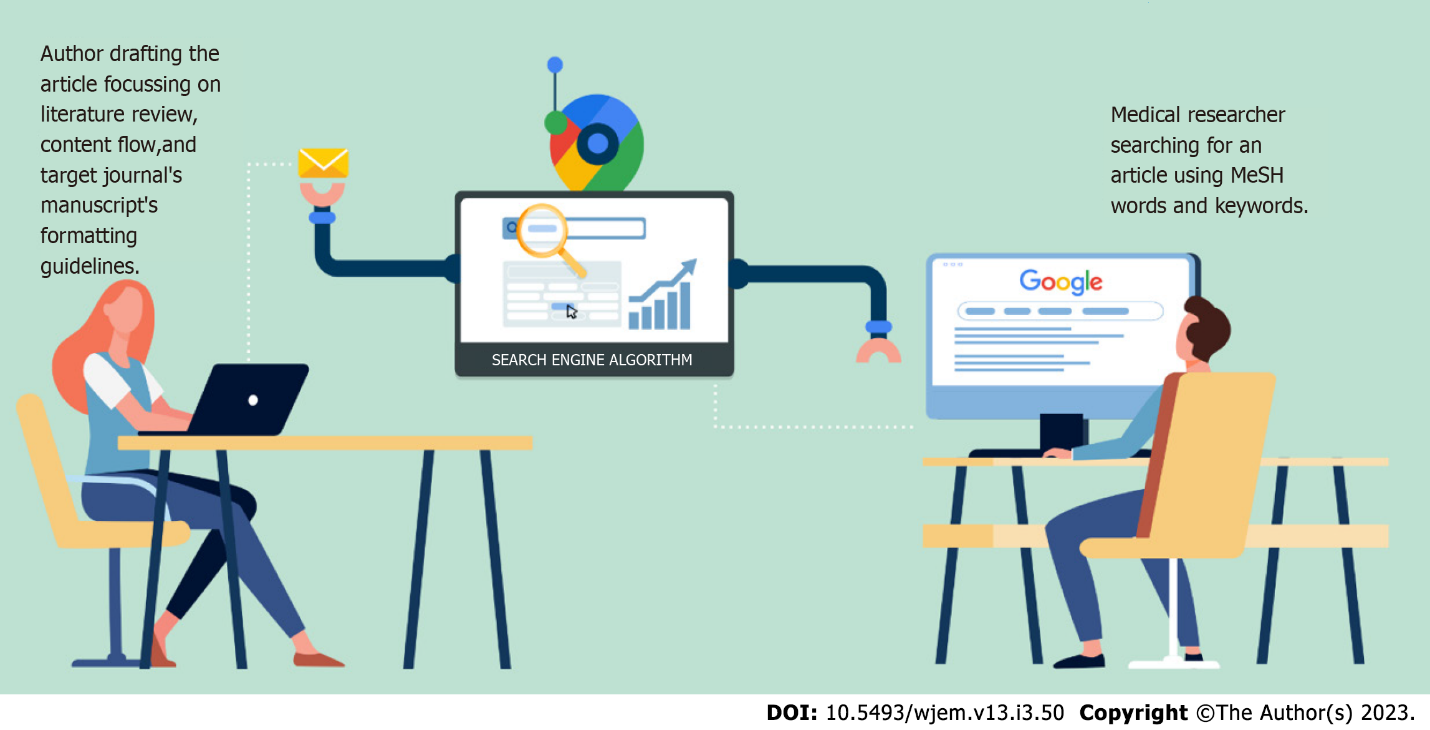 Author drafting the
article focussing on
literature review,
content flow,and
target journal's
manuscript's
formatting
guidelines.
Medical researcher
searching for an
article using MeSH
words and keywords.
Google
SEARCH ENGINE ALGORITHM
DOI: 10.5493/wjem.v13.i3.50 Copyright ©The Author(s) 2023.